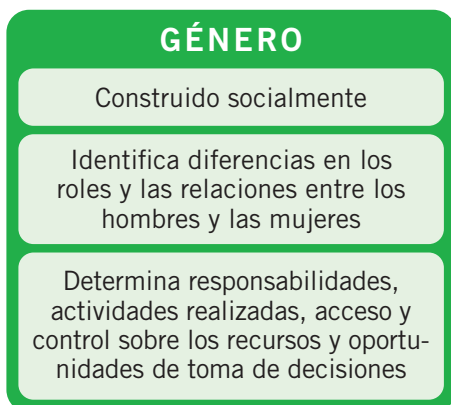 GÉNERO
Construido socialmente
Identifica diferencias en los
roles y las relaciones entre los
hombres y las mujeres
Determina responsabilidades,
actividades realizadas, acceso y
control sobre los recursos y oportu-
nidades de toma de decisiones